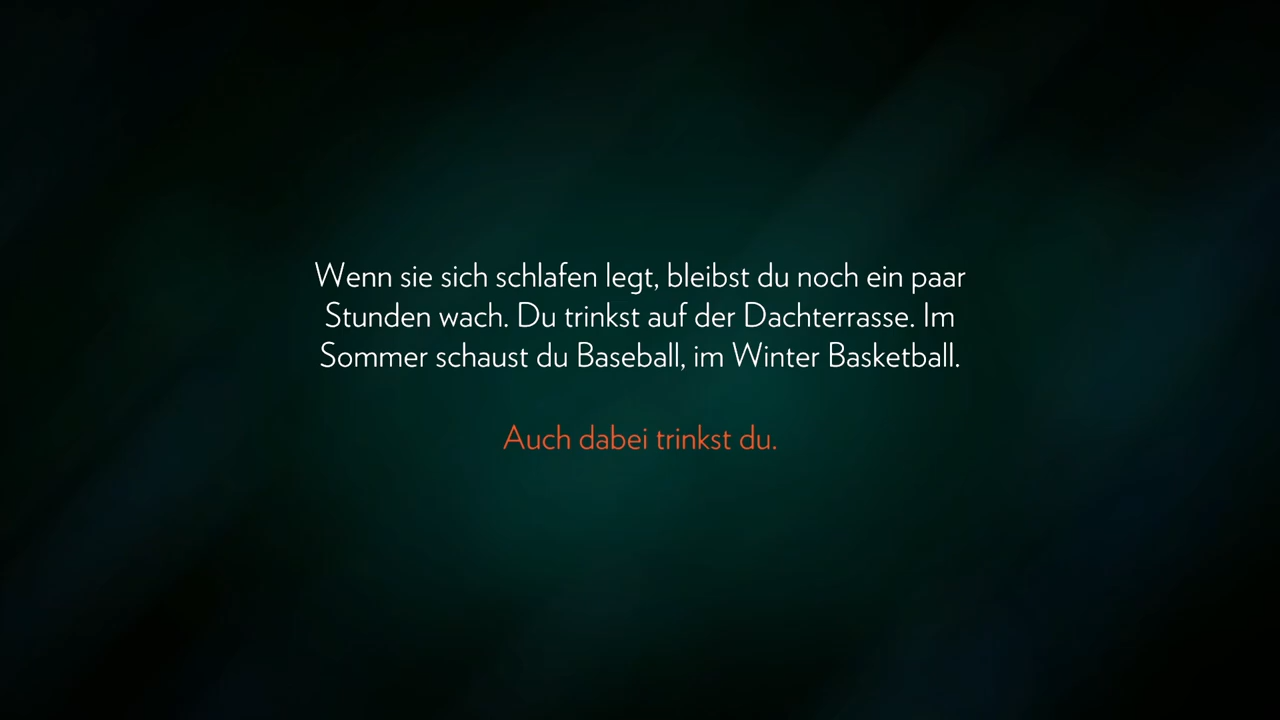 Wenn sie sich schlafen legt, bleibst du noch ein paar
Stunden wach. Du trinkst auf der Dachterrasse. Im
Sommer schaust du Baseball, im Winter Basketball.
Auch dabei trinkst du.